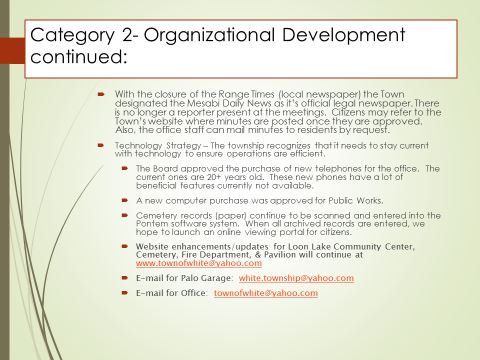 Category 2- Organizational Development
continued:
With the closure of the Range Times (local newspaper) the Town
designated the Mesabi Daily News as it's official legal newspaper. There
is no longer a reporter present at the meetings. Citizens may refer to the
Town's website where minutes are posted once they are approved.
Also, the office staff can mail minutes to residents by request.
Technology Strategy – The township recognizes that it needs to stay current
with technology to ensure operations are efficient.
The Board approved the purchase of new telephones for the office. The
current ones are 20+ years old. These new phones have a lot of
beneficial features currently not available.
A new computer purchase was approved for Public Works.
Cemetery records (paper) continue to be scanned and entered into the
Pontem software system. When all archived records are entered, we
hope to launch an online viewing portal for citizens.
Website enhancements/updates for Loon Lake Community Center,
Cemetery, Fire Department, & Pavilion will continue at
www.townofwhite@yahoo.com
E-mail for Palo Garage: white.township@yahoo.com
E-mail for Office: townofwhite@yahoo.com